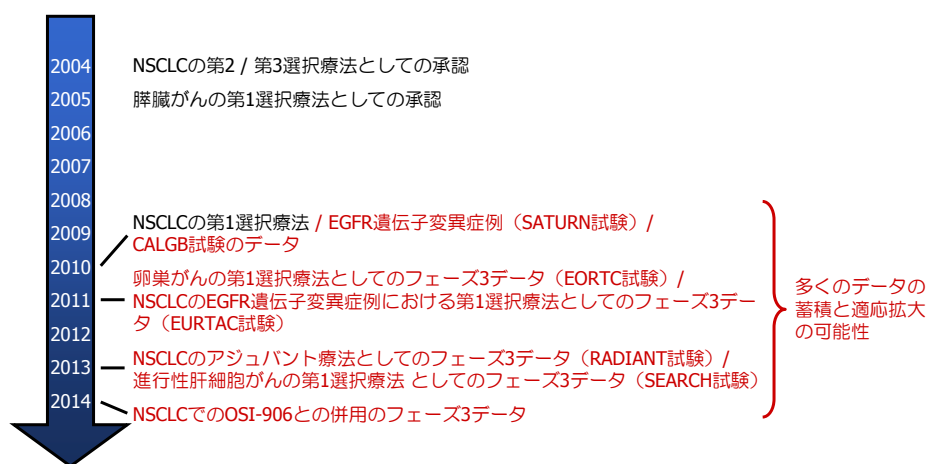 2004
NSCLCの第2 / 第3選択療法としての承認
2005
膵臓がんの第1選択療法としての承認
2006
2007
2008
2009
NSCLCの第1選択療法 / EGFR遺伝子変異症例（SATURN試験）/
CALGB試験のデータ
2010
卵巣がんの第1選択療法としてのフェーズ3データ（EORTC試験）/
2011
NSCLCのEGFR遺伝子変異症例における第1選択療法としてのフェーズ3デー
タ（EURTAC試験）
2012
2013
NSCLCのアジュバント療法としてのフェーズ3データ（RADIANT試験）/
進行性肝細胞がんの第1選択療法 としてのフェーズ3データ（SEARCH試験）
2014
NSCLCでのOSI-906との併用のフェーズ3データ
多くのデータの
蓄積と適応拡大
の可能性